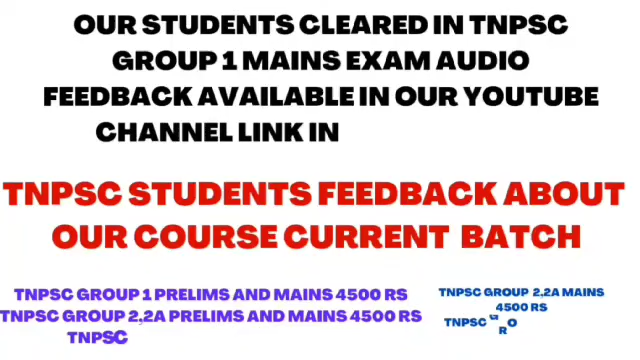 OUR STUDENTS CLEARED IN TNPSC
GROUP 1 MAINS EXAM AUDIO
FEEDBACK AVAILABLE IN OUR YOUTUBE
CHANNEL LINK IN
TNPSC STUDENTS FEEDBACK ABOUT
OUR COURSE CURRENT BATCH
TNPSC GROUP 1 PRELIMS AND MAINS 4500 RS
TNPSC GROUP 2,2A PRELIMS AND MAINS 4500 RS
TNPSC
TNPSC GROUP 2,2A MAINS
4500 RS
TNPSC